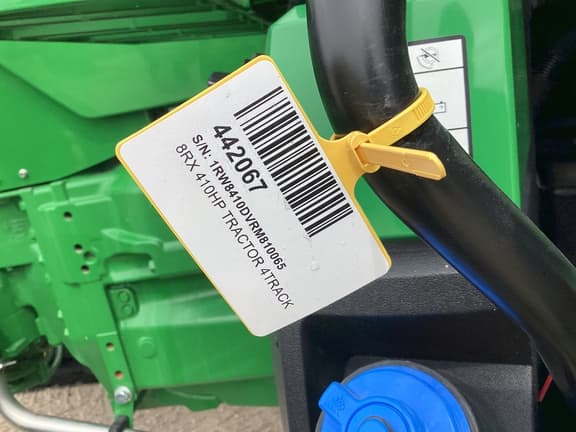 442067
S/N: 1RW8410DVRM810065
8RX 410HP TRACTOR 4TRACK